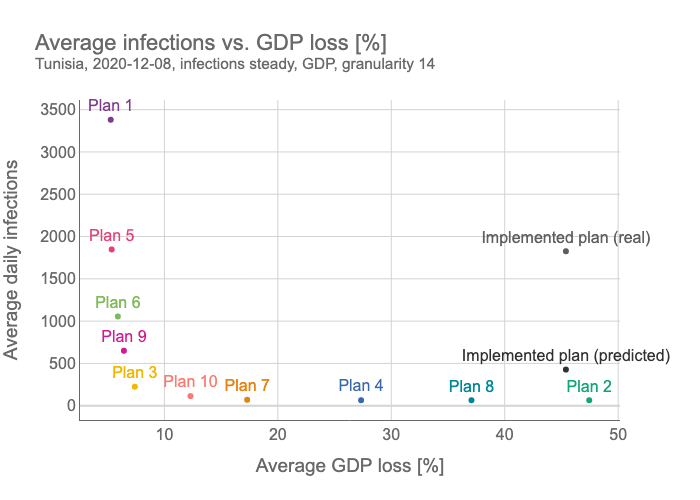 Average infections vs. GDP loss [%]
Tunisia, 2020-12-08, infections steady, GDP, granularity 14
Average daily infections
3500
3000
2500
2000
1500
1000
500
0
Plan 1
Plan 5
Implemented plan (real)
Plan 6
Plan 9
Implemented plan (predicted)
Plan 3
Plan 10
Plan 7
Plan 4
Plan 8
Plan 2
10
20
30
40
50
Average GDP loss [%]